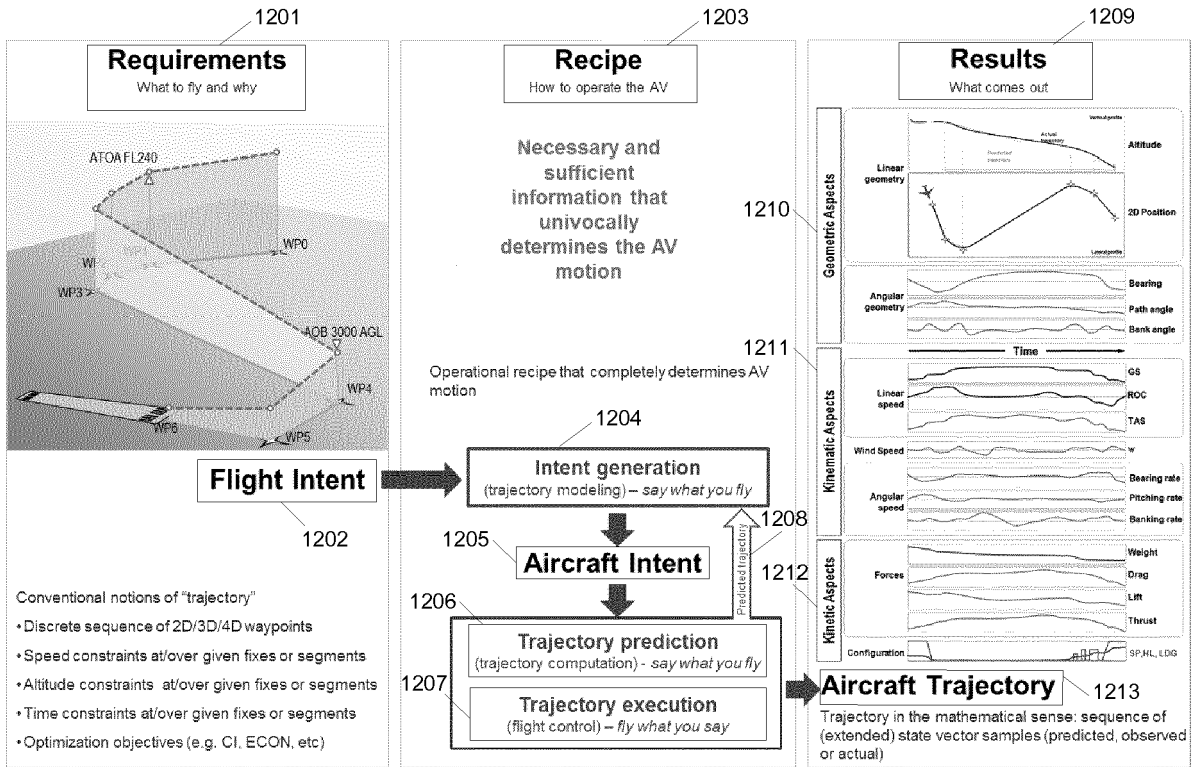 1201
Requirements
What to fly and why
ATOA FL240
WP0
WP3
WP4
WP5
WP6
Flight Intent
1202
Conventional notions of "trajectory"
•Discrete sequence of 2D/3D/4D waypoints
•Speed constraints at/over given fixes or segments
•Altitude constraints at/over given fixes or segments
•Time constraints at/over given fixes or segments
•Optimization objectives (e.g. CI, ECON, etc)
1203
Recipe
How to operate the AV
Necessary and
sufficient
information that
univocally
determines the AV
motion
Operational recipe that completely determines AV
motion
1204
Intent generation
(trajectory modeling) – say what you fly
1205
Aircraft Intent
1208
Predicted trajectory
1206
Trajectory prediction
(trajectory computation) - say what you fly
1207
Trajectory execution
(flight control) – fly what you say
1209
Results
What comes out
1210
Geometric Aspects
Linear
geometry
Actual
trajectory
Predicted
trajectory
Altitude
2D Position
Angular
geometry
Bearing
Path angle
Bank angle
Time
1211
Kinematic Aspects
Linear
speed
GS
ROC
TAS
Wind Speed
W
Angular
speed
Bearing rate
Pitching rate
Banking rate
1212
Kinetic Aspects
Forces
Weight
Drag
Lift
Thrust
Configuration
SP,HL, LDG
Aircraft Trajectory
1213
Trajectory in the mathematical sense: sequence of
(extended) state vector samples (predicted, observed
or actual)